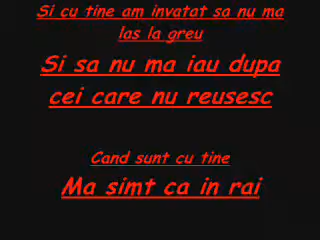 Si cu tine am invatat sa nu ma
las la greu
Si sa nu ma iau dupa
cei care nu reusesc
Cand sunt cu tine
Ma simt ca in rai